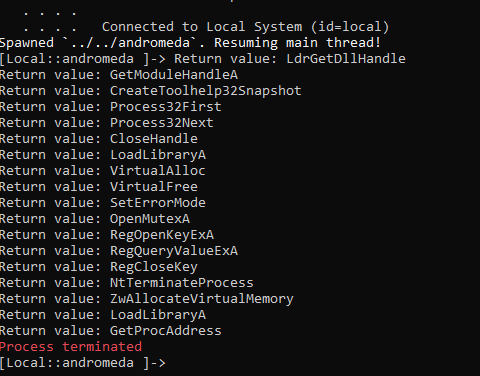 . . . .
. . . . Connected to Local System (id=local)
Spawned `../../andromeda`. Resuming main thread!
[Local::andromeda ]-> Return value: LdrGetDllHandle
Return value: GetModuleHandleA
Return value: CreateToolhelp32Snapshot
Return value: Process32First
Return value: Process32Next
Return value: CloseHandle
Return value: LoadLibraryA
Return value: VirtualAlloc
Return value: VirtualFree
Return value: SetErrorMode
Return value: OpenMutexA
Return value: RegOpenKeyExA
Return value: RegQueryValueExA
Return value: RegCloseKey
Return value: NtTerminateProcess
Return value: ZwAllocateVirtualMemory
Return value: LoadLibraryA
Return value: GetProcAddress
Process terminated
[Local::andromeda ]->